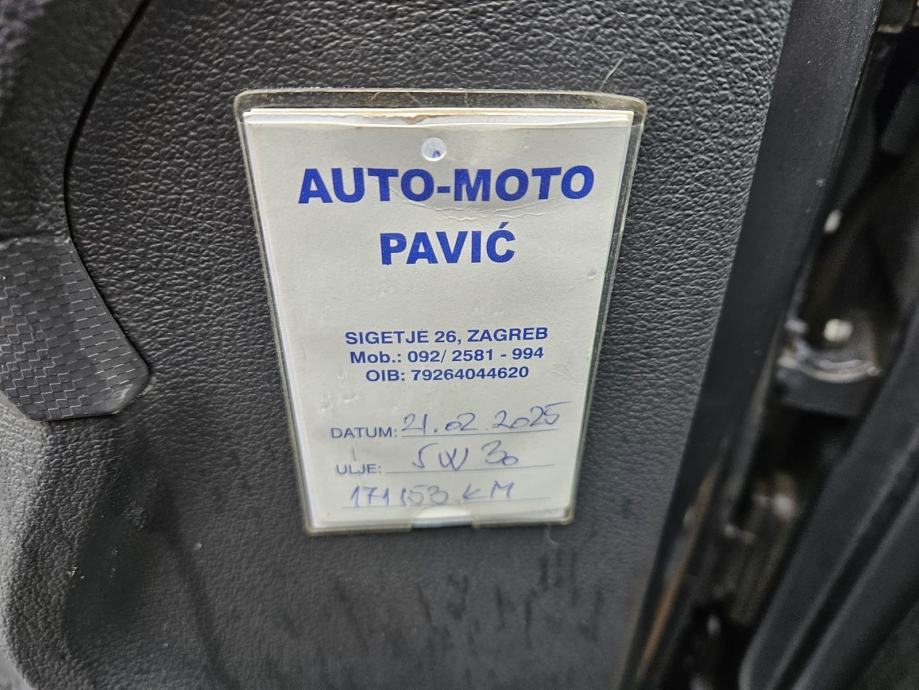 AUTO-MOTO
PAVIĆ
SIGETJE 26, ZAGREB
Mob.: 092/ 2581 - 994
OIB: 79264044620
DATUM: 21.02.2025
ULJE: 5W30
171153 KM